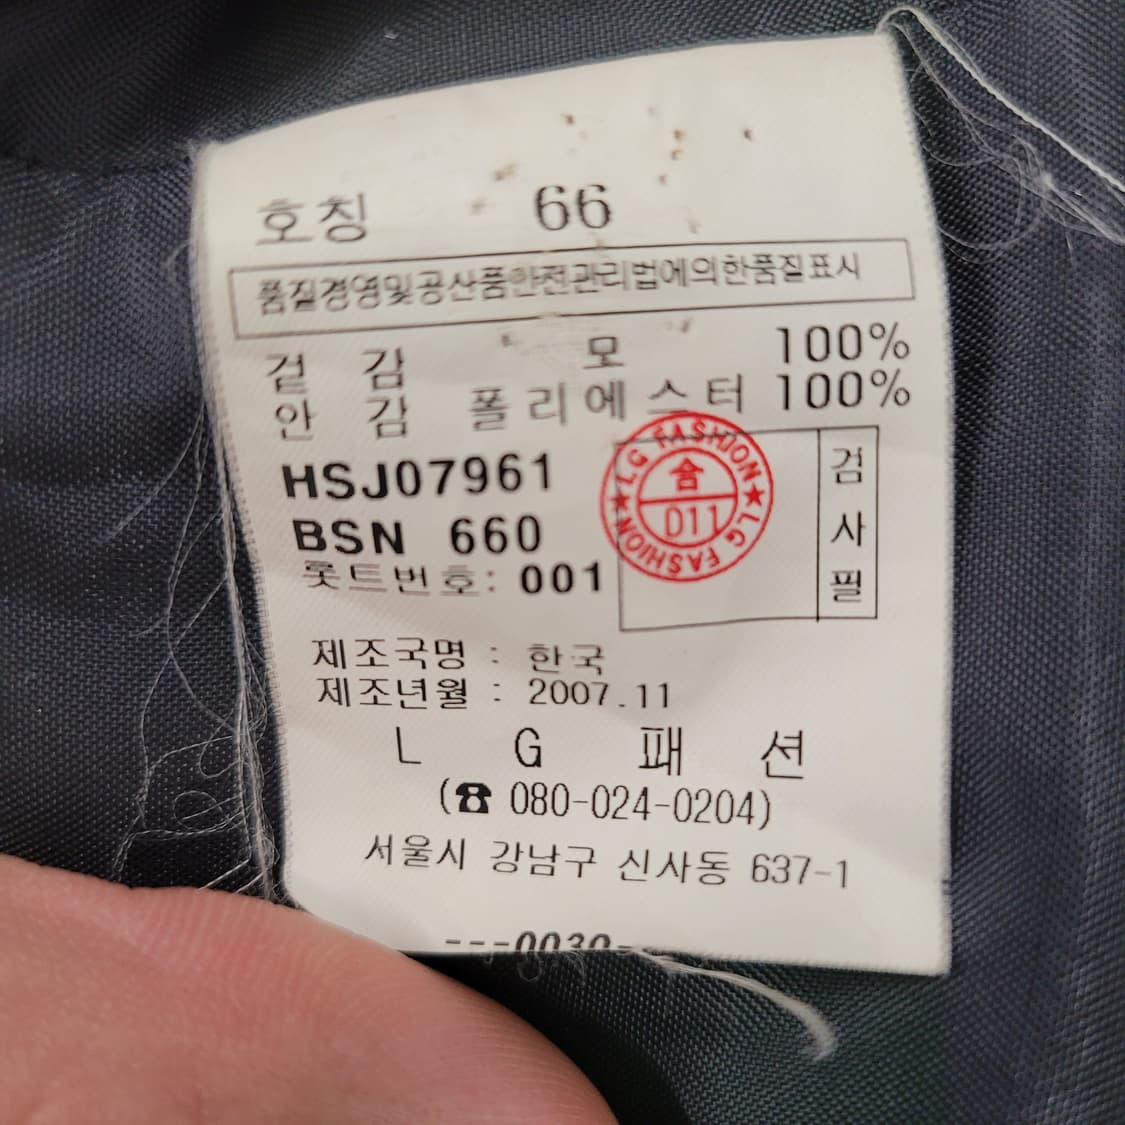 호칭 66
품질경영및공산품안전관리법에의한품질표시
겉 감 모 100%
안 감 폴리에스터 100%
HSJ07961
BSN 660
롯드번호: 001
LG FASHION ★ LG FASHION ★
合
D11
검사필
제조국명 : 한국
제조년월 : 2007.11
L G 패 션
(☎ 080-024-0204)
서울시 강남구 신사동 637-1
---0030-